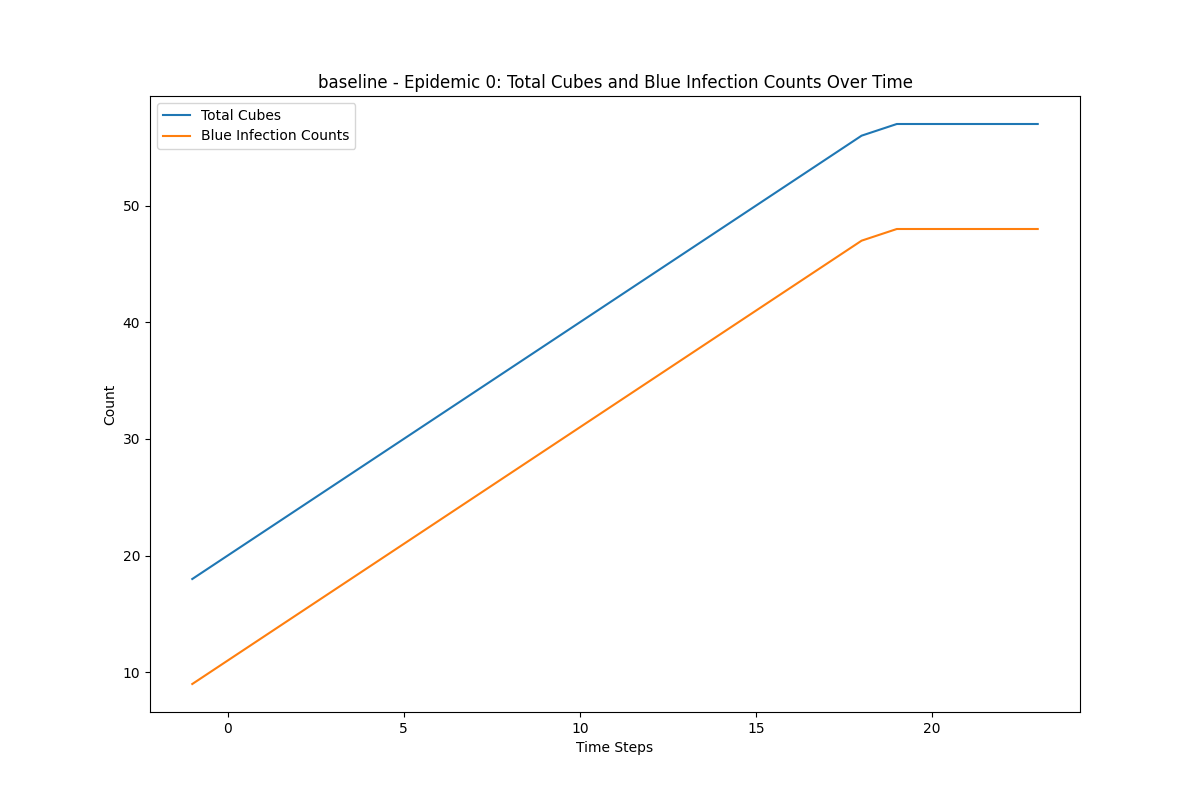 baseline - Epidemic 0: Total Cubes and Blue Infection Counts Over Time
Total Cubes
Blue Infection Counts
50
40
30
20
10
Count
0 5 10 15 20
Time Steps